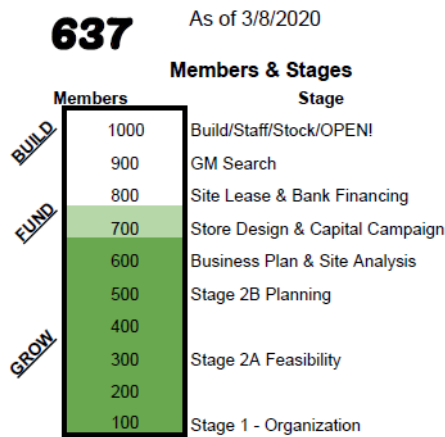 637 As of 3/8/2020
Members & Stages
Members Stage
BUILD
1000 Build/Staff/Stock/OPEN!
900 GM Search
800 Site Lease & Bank Financing
FUND
700 Store Design & Capital Campaign
600 Business Plan & Site Analysis
500 Stage 2B Planning
400
GROW
300 Stage 2A Feasibility
200
100 Stage 1 - Organization